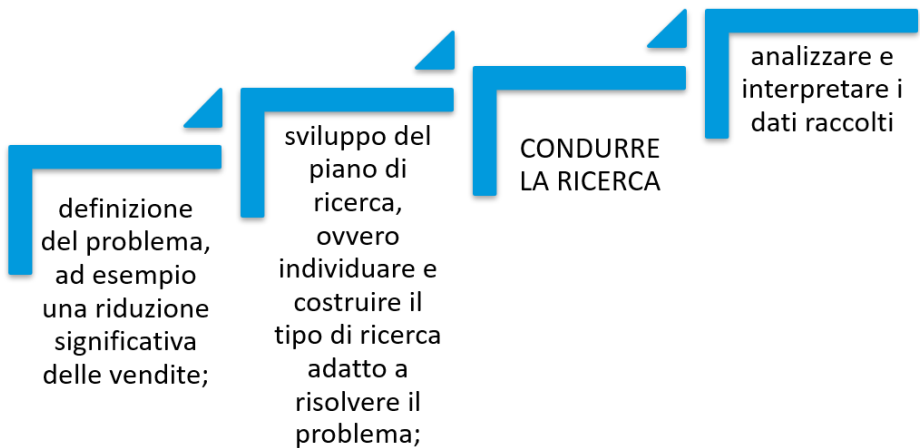 definizione
del problema,
ad esempio
una riduzione
significativa
delle vendite;
sviluppo del
piano di
ricerca,
ovvero
individuare e
costruire il
tipo di ricerca
adatto a
risolvere il
problema;
CONDURRE
LA RICERCA
analizzare e
interpretare i
dati raccolti